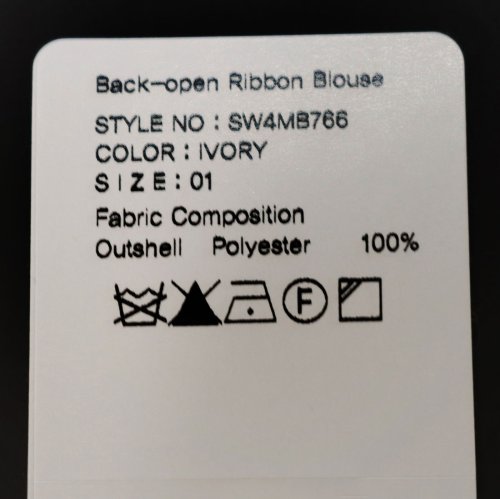 Back-open Ribbon Blouse
STYLE NO : SW4MB766
COLOR : IVORY
SIZE : 01
Fabric Composition
Outshell Polyester 100%
F